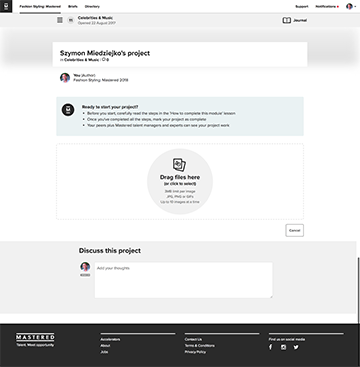 Fashion Styling: Mastered Briefs Directory Support Notifications
Celebrities & Music
Opened 22 August 2017
Journal
Szymon Miedziejko's project
in Celebrities & Music | 0
You (Author)
Fashion Styling: Mastered 2019
Ready to start your project?
• Before you start, carefully read the steps in the 'How to complete this module' lesson
• Once you've completed all the steps, mark your project as complete
• Your peers plus Mastered talent managers and experts can see your project work
Drag files here
(or click to select)
3MB limit per image
JPG, PNG or GIFs
Up to 15 images at a time
Cancel
Discuss this project
Add your thoughts
MASTERED
Talent. Meet opportunity
Accelerators
About
Jobs
Contact Us
Terms & Conditions
Privacy Policy
Find us on social media